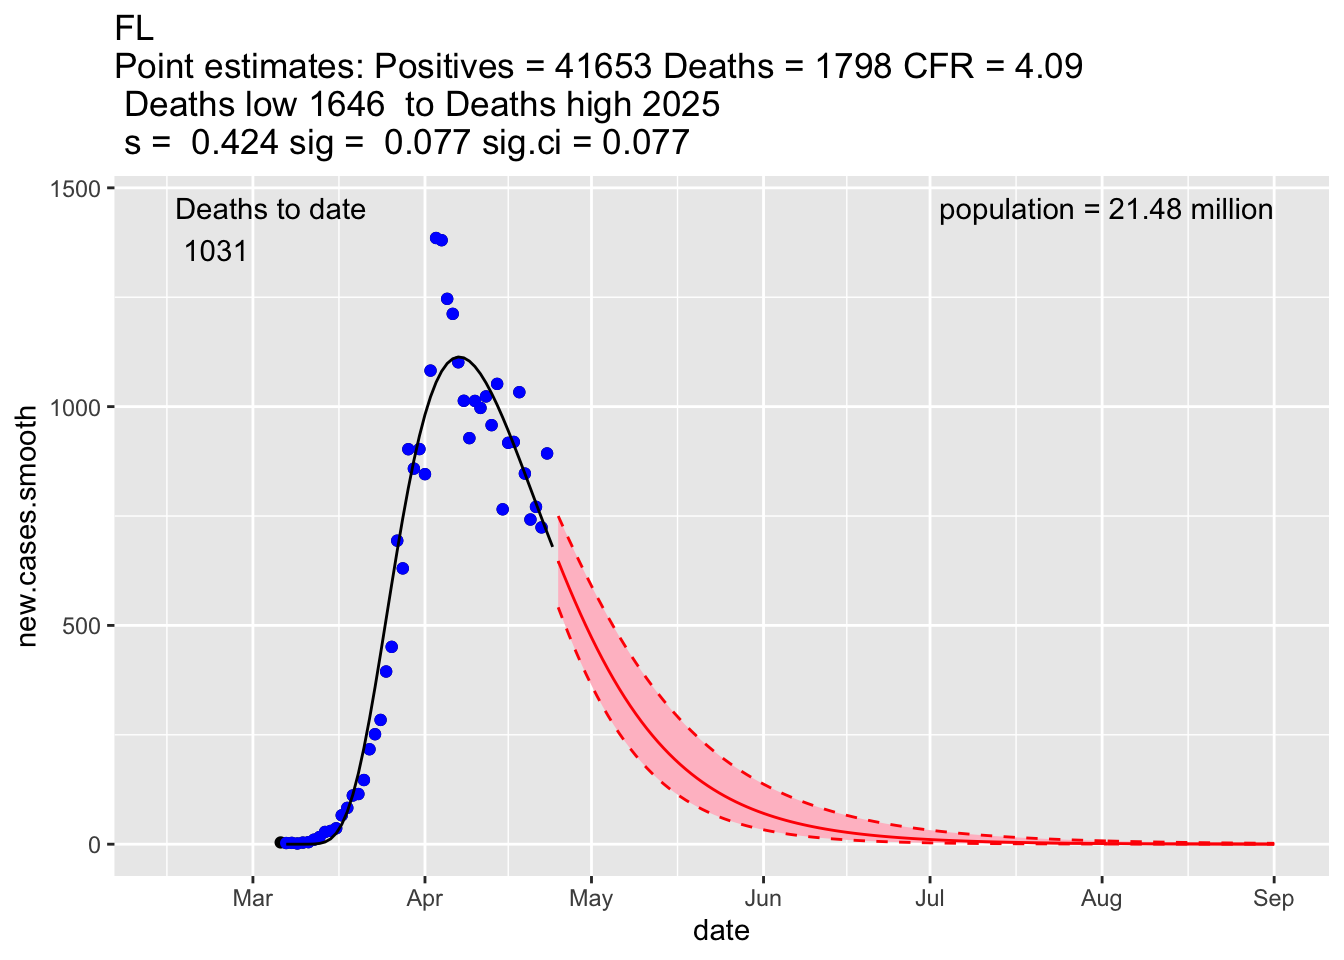 FL
Point estimates: Positives = 41653 Deaths = 1798 CFR = 4.09
Deaths low 1646  to Deaths high 2025
s =  0.424 sig =  0.077 sig.ci = 0.077
Deaths to date
1031
population = 21.48 million
1500
1000
500
0
new.cases.smooth
Mar
Apr
May
Jun
Jul
Aug
Sep
date